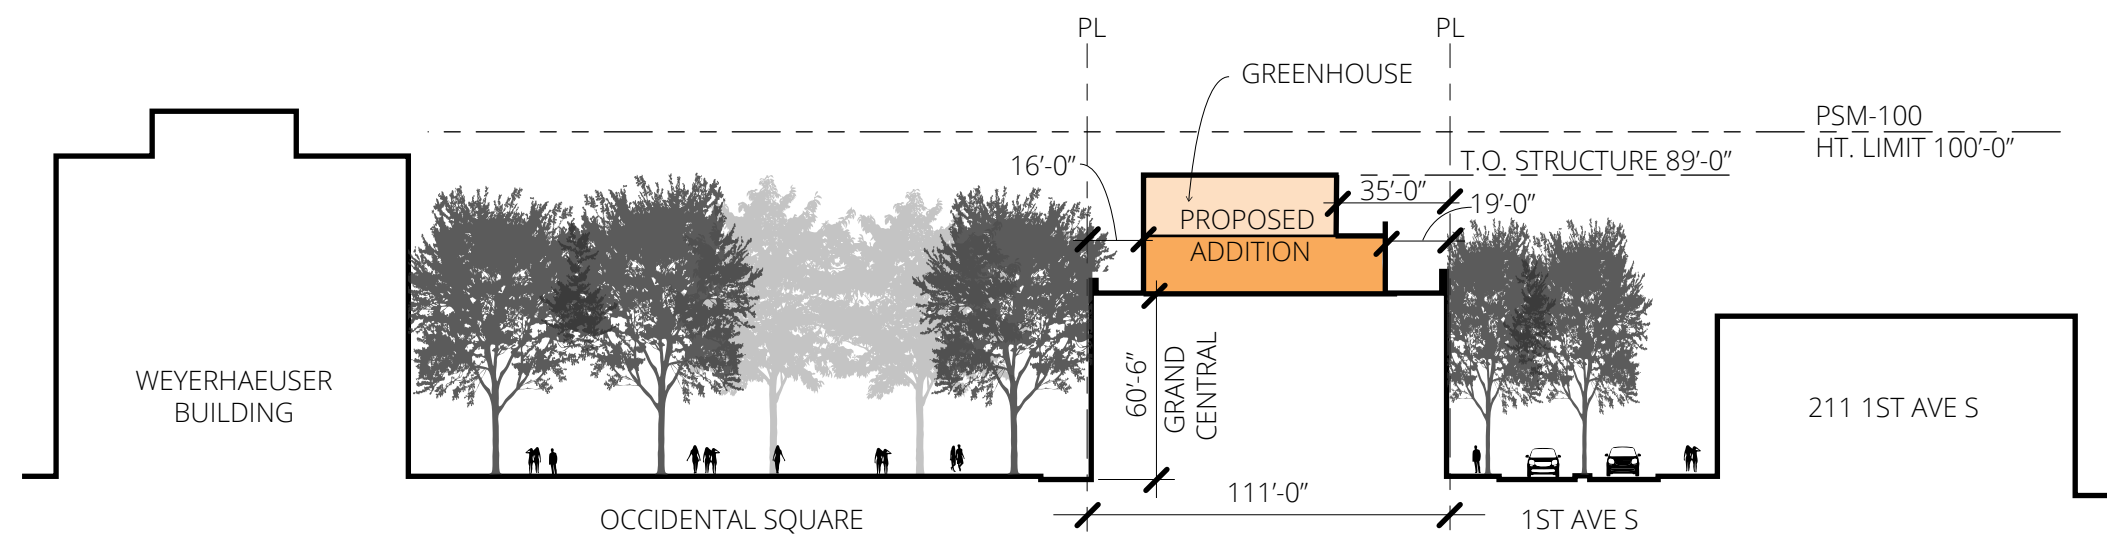 PL
PL
GREENHOUSE
PSM-100
HT. LIMIT 100'-0"
T.O. STRUCTURE 89'-0"
16'-0"
35'-0"
19'-0"
PROPOSED
ADDITION
60'-6"
GRAND
CENTRAL
WEYERHAEUSER
BUILDING
211 1ST AVE S
111'-0"
OCCIDENTAL SQUARE
1ST AVE S